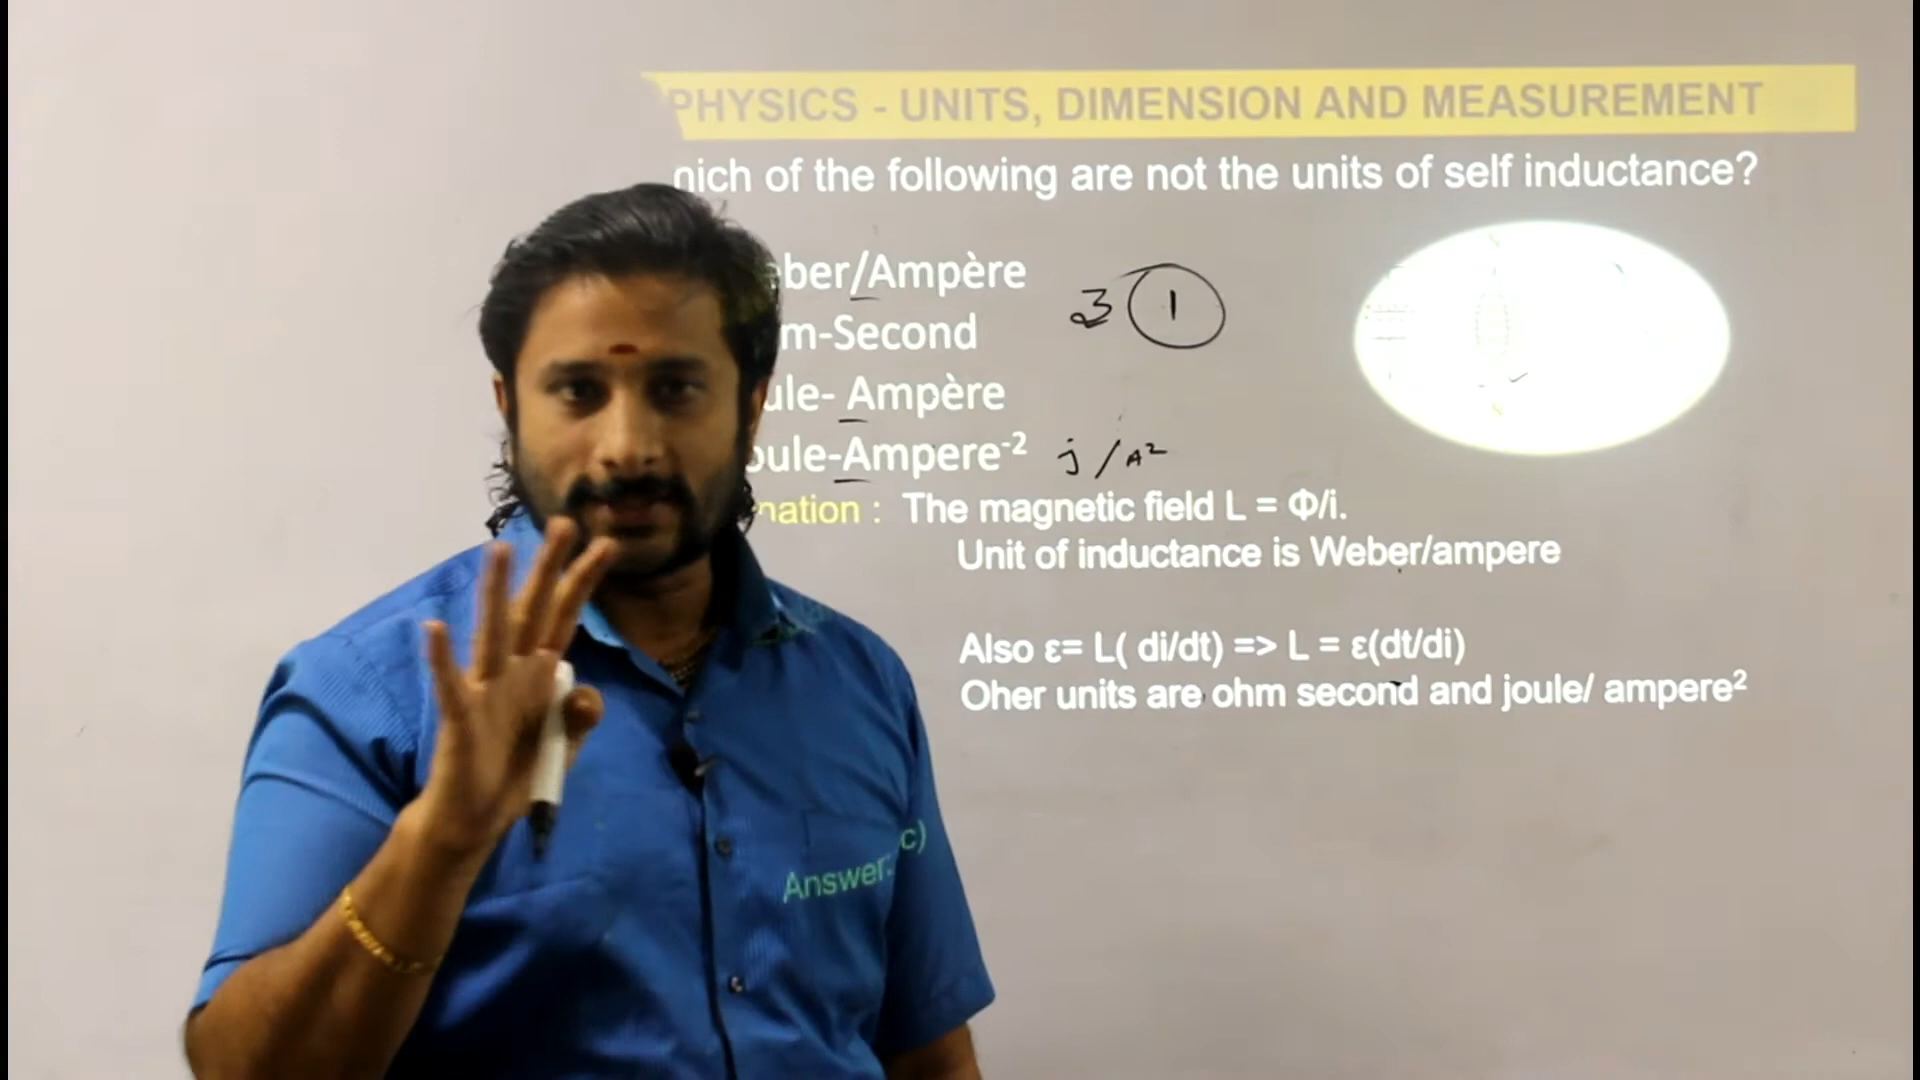 PHYSICS - UNITS, DIMENSION AND MEASUREMENT
nich of the following are not the units of self inductance?
eber/Ampère
3 1
m-Second
ule- Ampère
oule-Ampere⁻²
j/A²
nation : The magnetic field L = Φ/i.
Unit of inductance is Weber/ampere
Also ε= L( di/dt) => L = ε(dt/di)
Oher units are ohm second and joule/ ampere²
Answer: c)